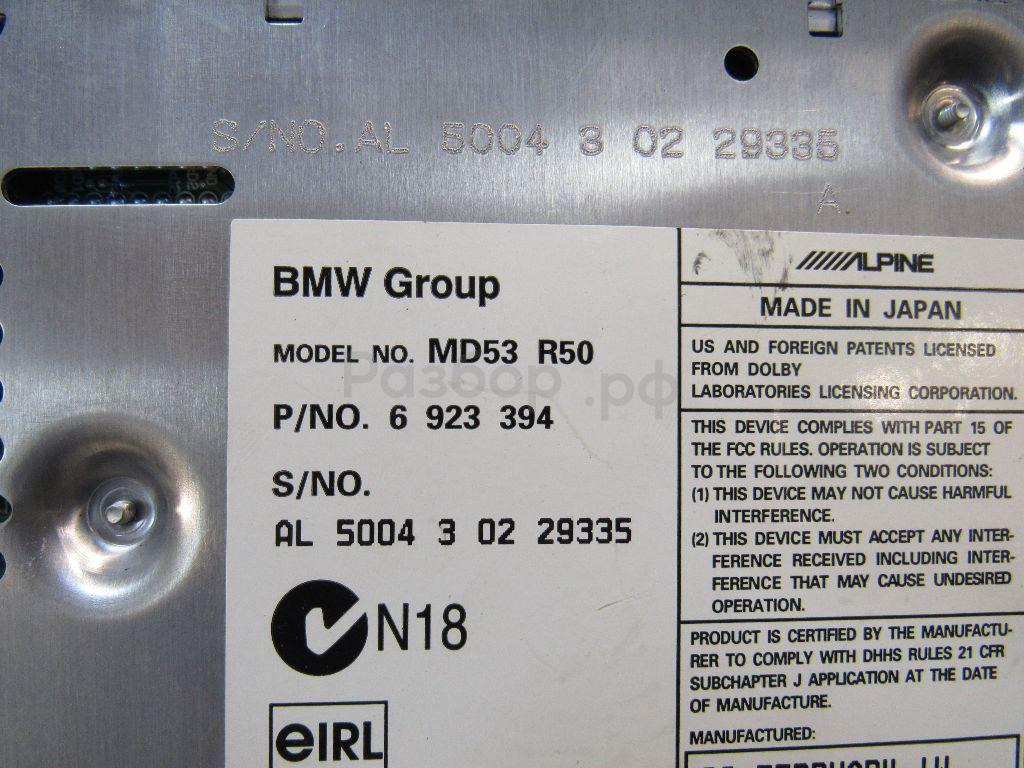 S/NO.AL 5004 3 02 29335
A
BMW Group
MODEL NO. MD53 R50
P/NO. 6 923 394
S/NO.
AL 5004 3 02 29335
N18
eIRL
Разбор.рф
ALPINE
MADE IN JAPAN
US AND FOREIGN PATENTS LICENSED
FROM DOLBY
LABORATORIES LICENSING CORPORATION.
THIS DEVICE COMPLIES WITH PART 15 OF
THE FCC RULES. OPERATION IS SUBJECT
TO THE FOLLOWING TWO CONDITIONS:
(1) THIS DEVICE MAY NOT CAUSE HARMFUL
INTERFERENCE.
(2) THIS DEVICE MUST ACCEPT ANY INTER-
FERENCE RECEIVED INCLUDING INTER-
FERENCE THAT MAY CAUSE UNDESIRED
OPERATION.
PRODUCT IS CERTIFIED BY THE MANUFACTU-
RER TO COMPLY WITH DHHS RULES 21 CFR
SUBCHAPTER J APPLICATION AT THE DATE
OF MANUFACTURE.
MANUFACTURED: